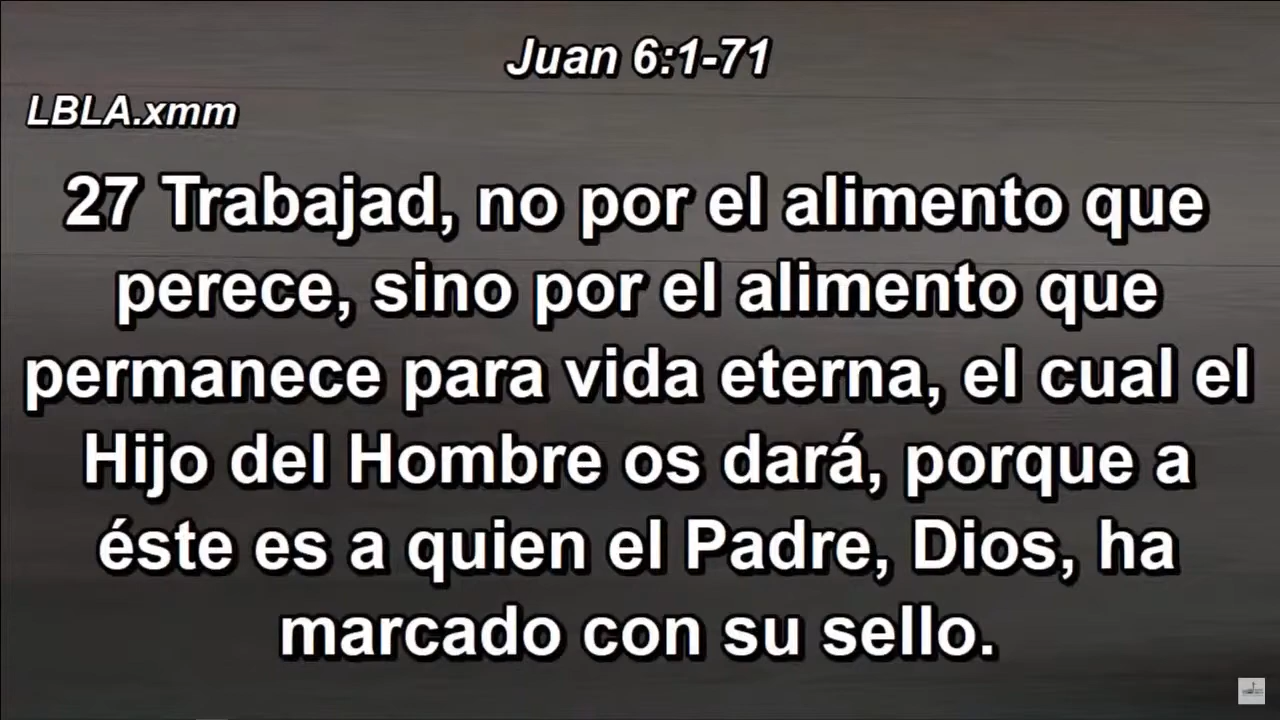 Juan 6:1-71
LBLA.xmm
27 Trabajad, no por el alimento que
perece, sino por el alimento que
permanece para vida eterna, el cual el
Hijo del Hombre os dará, porque a
éste es a quien el Padre, Dios, ha
marcado con su sello.